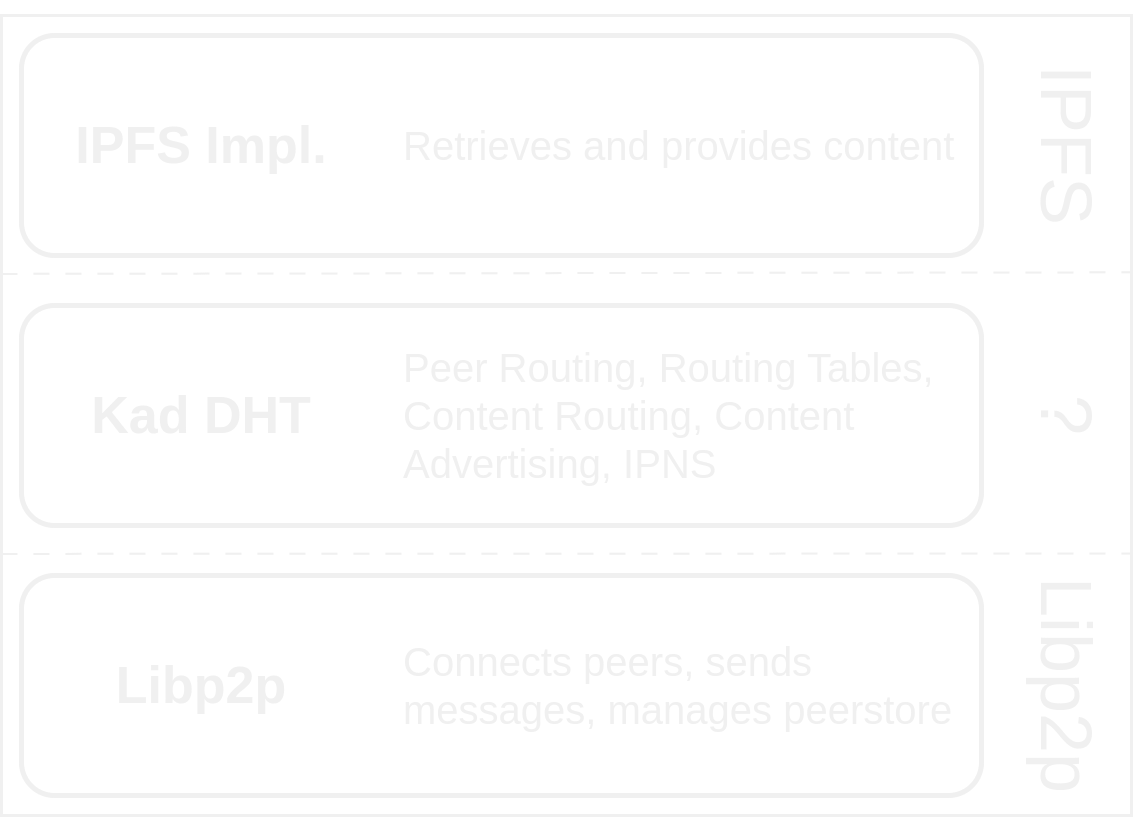 IPFS Impl.
Retrieves and provides content
IPFS
Kad DHT
Peer Routing, Routing Tables,
Content Routing, Content
Advertising, IPNS
?
Libp2p
Connects peers, sends
messages, manages peerstore
Libp2p